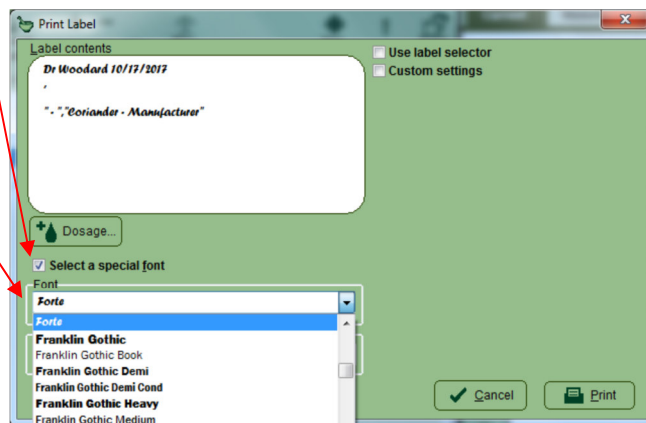 Print Label
Label contents
Dr Woodard 10/17/2017
,
" - ","Coriander - Manufacturer"
Use label selector
Custom settings
Dosage...
Select a special font
Font
Forte
Forte
Franklin Gothic
Franklin Gothic Book
Franklin Gothic Demi
Franklin Gothic Demi Cond
Franklin Gothic Heavy
Franklin Gothic Medium
Cancel
Print